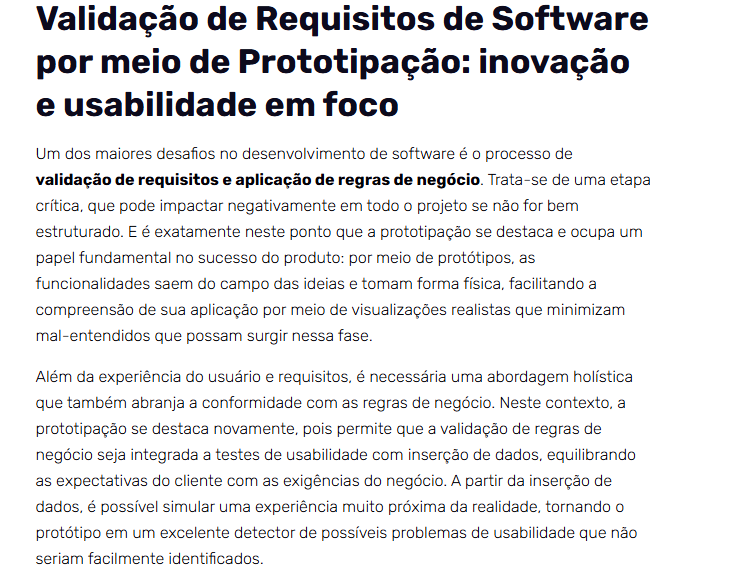 Validação de Requisitos de Software
por meio de Prototipação: inovação
e usabilidade em foco
Um dos maiores desafios no desenvolvimento de software é o processo de
validação de requisitos e aplicação de regras de negócio. Trata-se de uma etapa
crítica, que pode impactar negativamente em todo o projeto se não for bem
estruturado. E é exatamente neste ponto que a prototipação se destaca e ocupa um
papel fundamental no sucesso do produto: por meio de protótipos, as
funcionalidades saem do campo das ideias e tomam forma física, facilitando a
compreensão de sua aplicação por meio de visualizações realistas que minimizam
mal-entendidos que possam surgir nessa fase.
Além da experiência do usuário e requisitos, é necessária uma abordagem holística
que também abranja a conformidade com as regras de negócio. Neste contexto, a
prototipação se destaca novamente, pois permite que a validação de regras de
negócio seja integrada a testes de usabilidade com inserção de dados, equilibrando
as expectativas do cliente com as exigências do negócio. A partir da inserção de
dados, é possível simular uma experiência muito próxima da realidade, tornando o
protótipo em um excelente detector de possíveis problemas de usabilidade que não
seriam facilmente identificados.